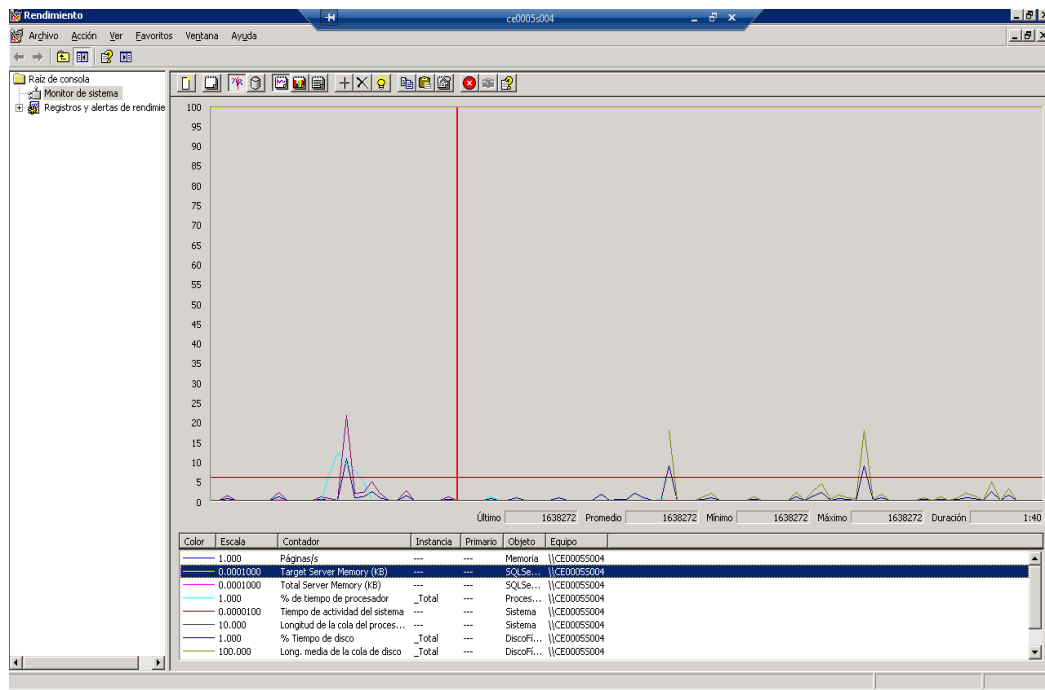 Rendimiento
ce0005s004
Archivo Acción Ver Favoritos Ventana Ayuda
Raíz de consola
Monitor de sistema
Registros y alertas de rendimie
100
95
90
85
80
75
70
65
60
55
50
45
40
35
30
25
20
15
10
5
0
Último 1638272 Promedio 1638272 Mínimo 1638272 Máximo 1638272 Duración 1:40
Color Escala Contador Instancia Primario Objeto Equipo
1.000 Páginas/s --- --- Memoria \\CE0005S004
0.0001000 Target Server Memory (KB) --- --- SQLSe... \\CE0005S004
0.0001000 Total Server Memory (KB) --- --- SQLSe... \\CE0005S004
1.000 % de tiempo de procesador _Total --- Proces... \\CE0005S004
0.0000100 Tiempo de actividad del sistema --- --- Sistema \\CE0005S004
10.000 Longitud de la cola del proces... --- --- Sistema \\CE0005S004
1.000 % Tiempo de disco _Total --- DiscoFí... \\CE0005S004
100.000 Long. media de la cola de disco _Total --- DiscoFí... \\CE0005S004